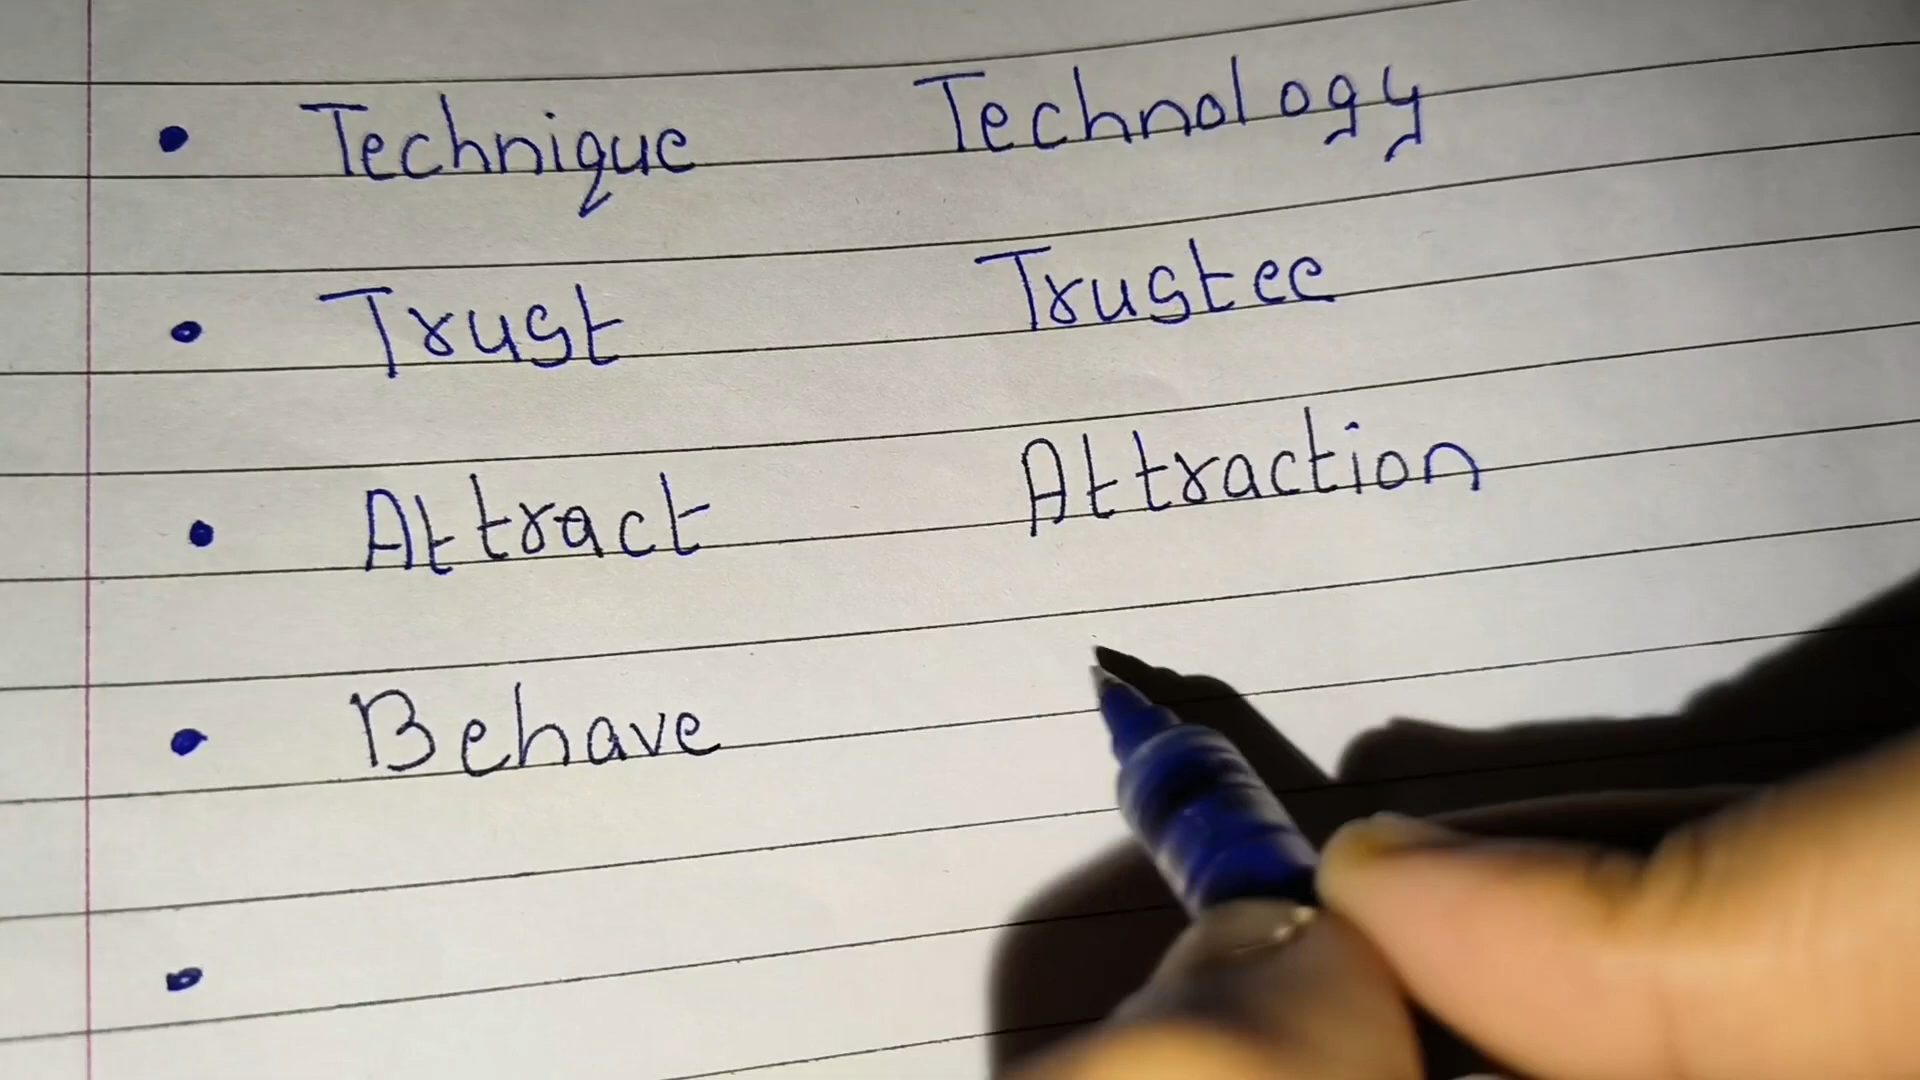 • Technique Technology
• Trust Trustee
• Attract Attraction
• Behave
•